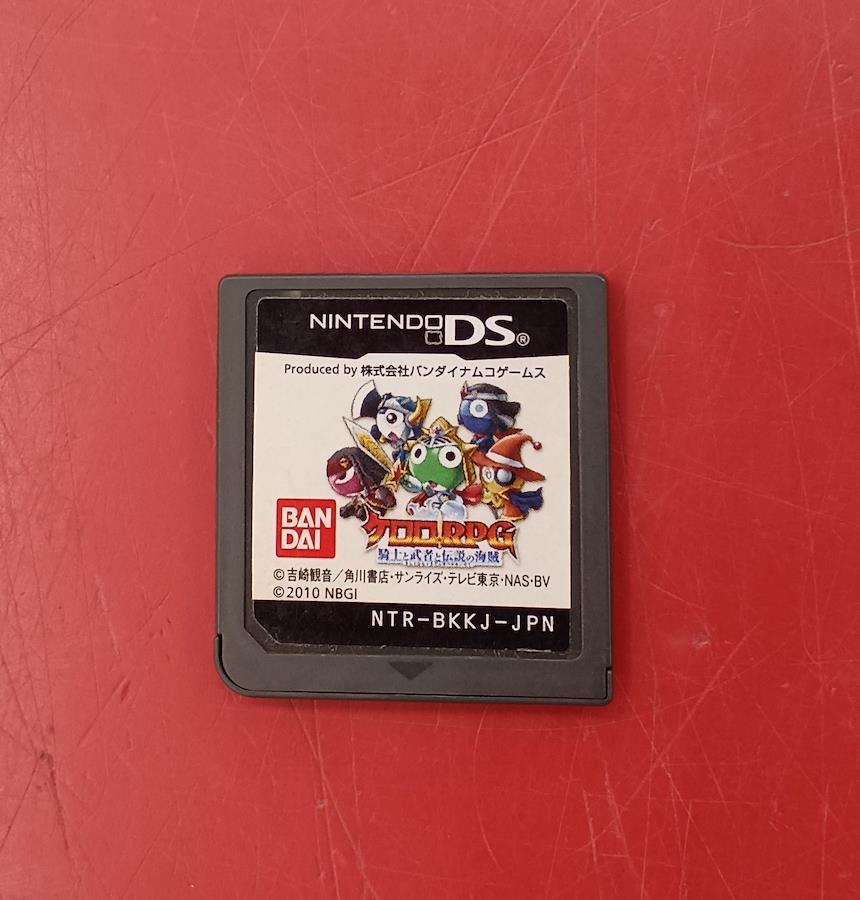 NINTENDO DS®
Produced by 株式会社バンダイナムコゲームス
BAN
DAI
ケロロRPG
騎士と武者と伝説の海賊
©吉崎観音／角川書店・サンライズ・テレビ東京・NAS・BV
©2010 NBGI
NTR-BKKJ-JPN